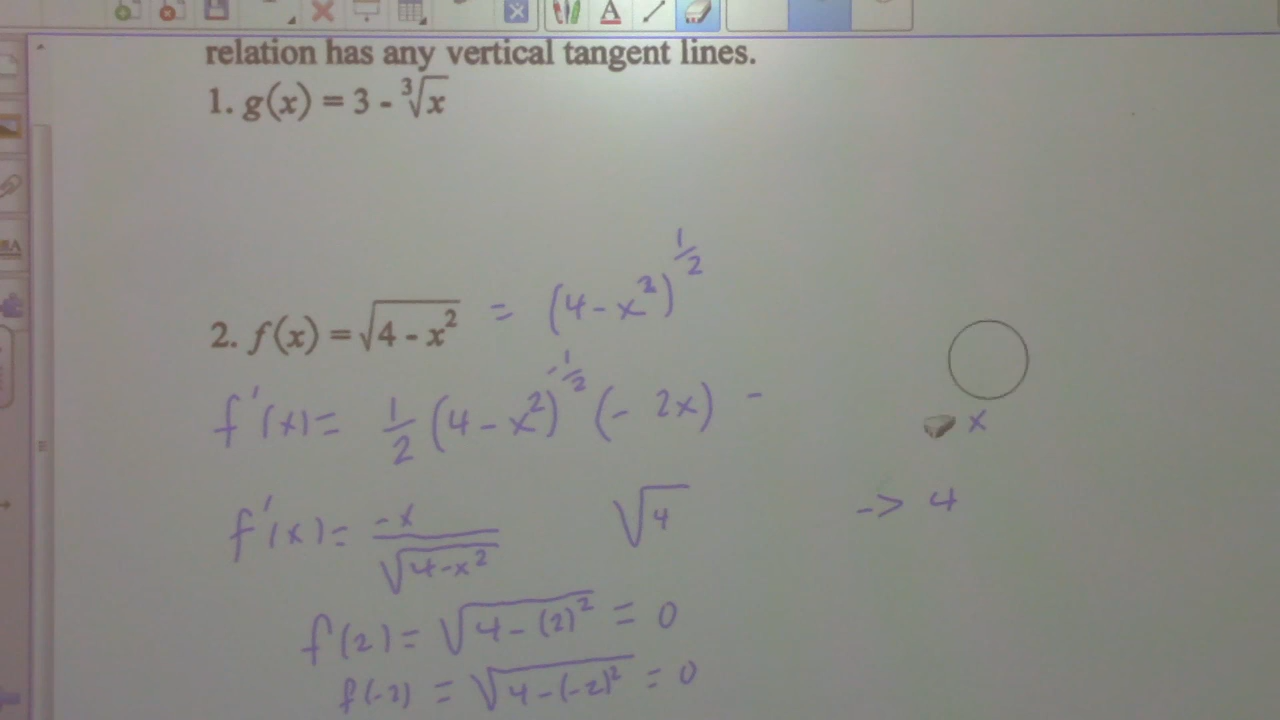 relation has any vertical tangent lines.
1. g(x) = 3 - ∛x
2. f(x) = √(4 - x²) = (4 - x²)^(1/2)
f'(x) = 1/2 (4 - x²)^(-1/2) (- 2x) -
x
f'(x) = -x/√(4-x²) √4 -> 4
f(2) = √(4-(2)²) = 0
f(-2) = √(4-(-2)²) = 0